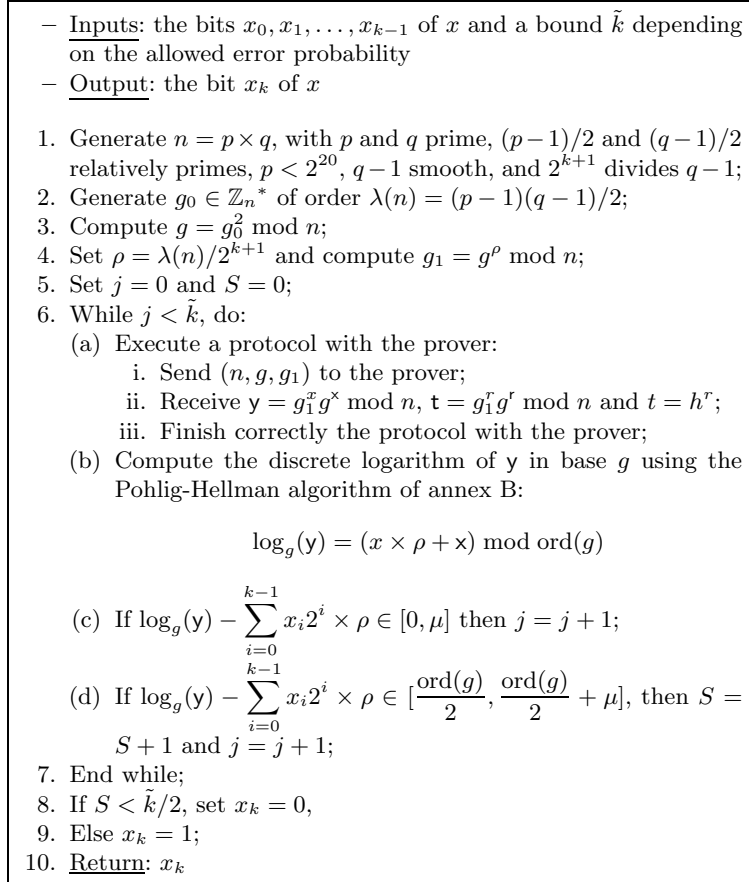 – Inputs: the bits x_0, x_1, . . . , x_{k−1} of x and a bound k̃ depending
on the allowed error probability
– Output: the bit x_k of x
1. Generate n = p × q, with p and q prime, (p − 1)/2 and (q − 1)/2
relatively primes, p < 2^{20}, q − 1 smooth, and 2^{k+1} divides q − 1;
2. Generate g_0 ∈ ℤ_n^* of order λ(n) = (p − 1)(q − 1)/2;
3. Compute g = g_0^2 mod n;
4. Set ρ = λ(n)/2^{k+1} and compute g_1 = g^ρ mod n;
5. Set j = 0 and S = 0;
6. While j < k̃, do:
(a) Execute a protocol with the prover:
i. Send (n, g, g_1) to the prover;
ii. Receive y = g_1^x g^x mod n, t = g_1^r g^r mod n and t = h^r;
iii. Finish correctly the protocol with the prover;
(b) Compute the discrete logarithm of y in base g using the
Pohlig-Hellman algorithm of annex B:
log_g(y) = (x × ρ + x) mod ord(g)
(c) If log_g(y) − ∑_{i=0}^{k−1} x_i 2^i × ρ ∈ [0, μ] then j = j + 1;
(d) If log_g(y) − ∑_{i=0}^{k−1} x_i 2^i × ρ ∈ [ord(g)/2, ord(g)/2 + μ], then S =
S + 1 and j = j + 1;
7. End while;
8. If S < k̃/2, set x_k = 0,
9. Else x_k = 1;
10. Return: x_k